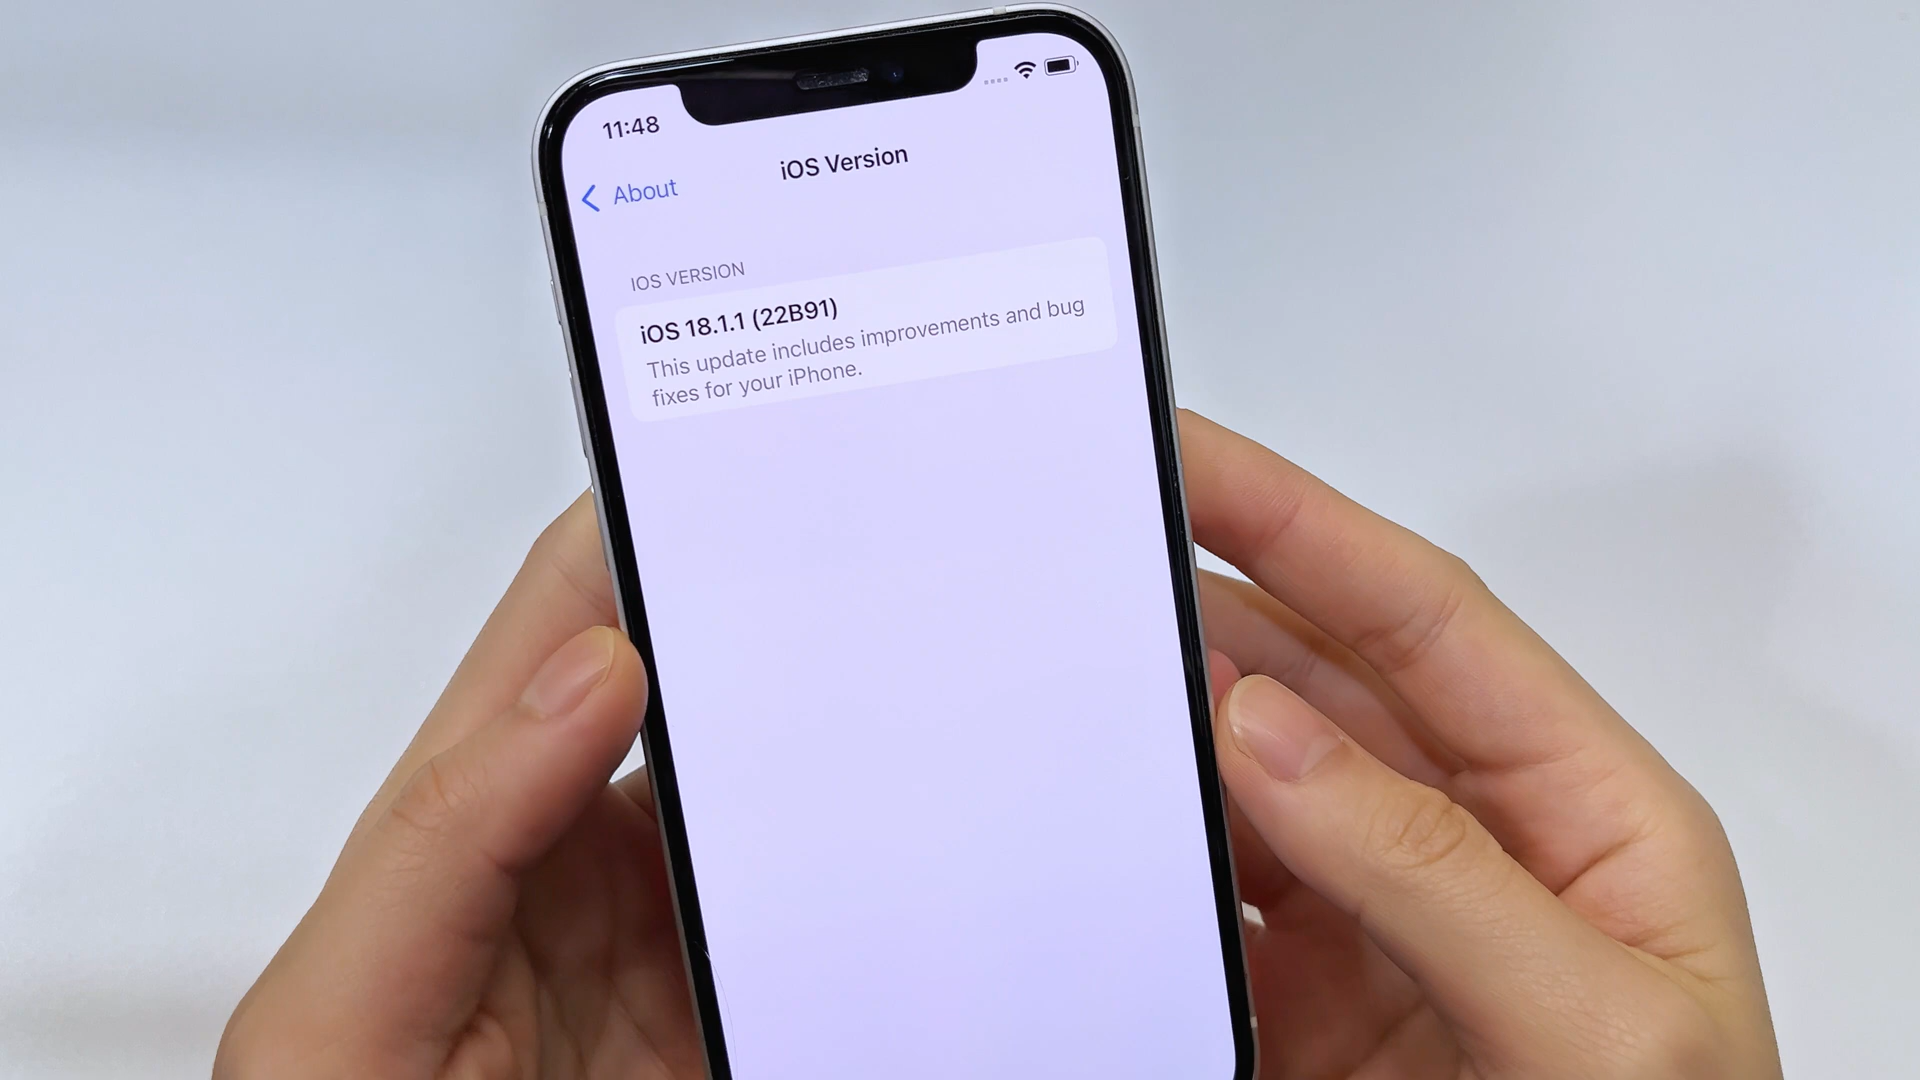 11:48
iOS Version
About
IOS VERSION
iOS 18.1.1 (22B91)
This update includes improvements and bug
fixes for your iPhone.